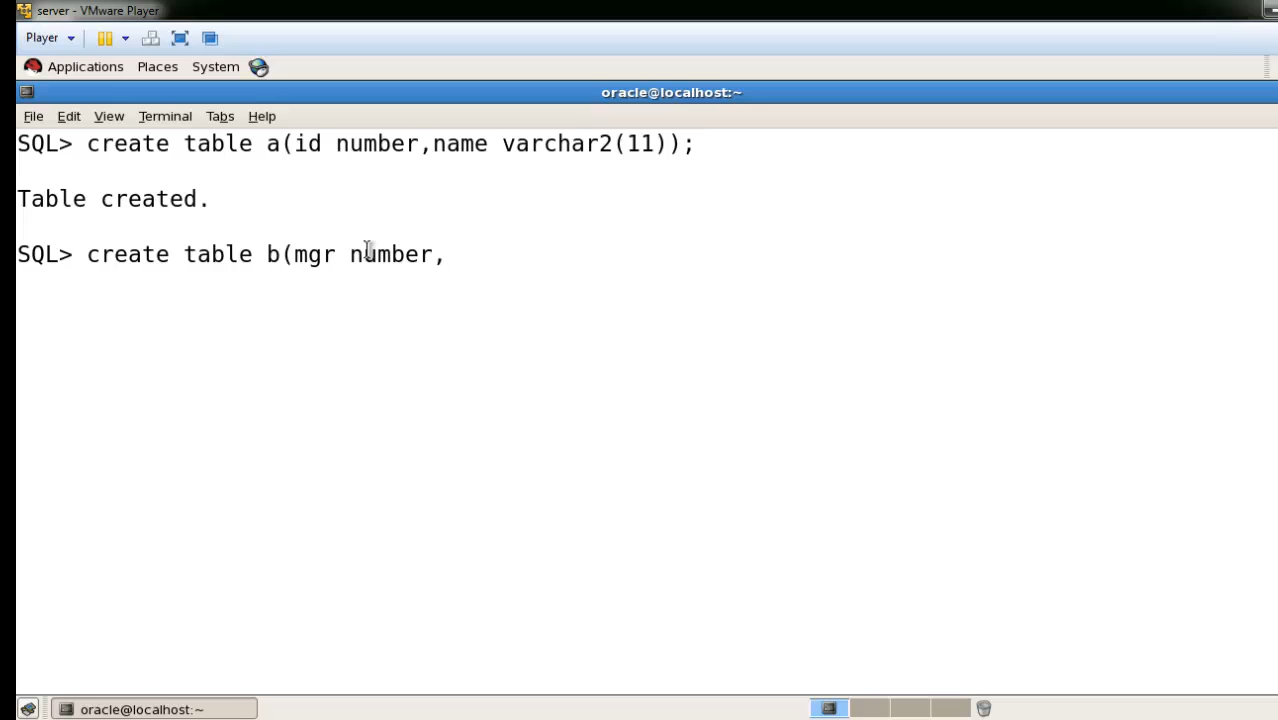 server - VMware Player
Player
Applications Places System
oracle@localhost:~
File Edit View Terminal Tabs Help
SQL> create table a(id number,name varchar2(11));
Table created.
SQL> create table b(mgr number,
oracle@localhost:~